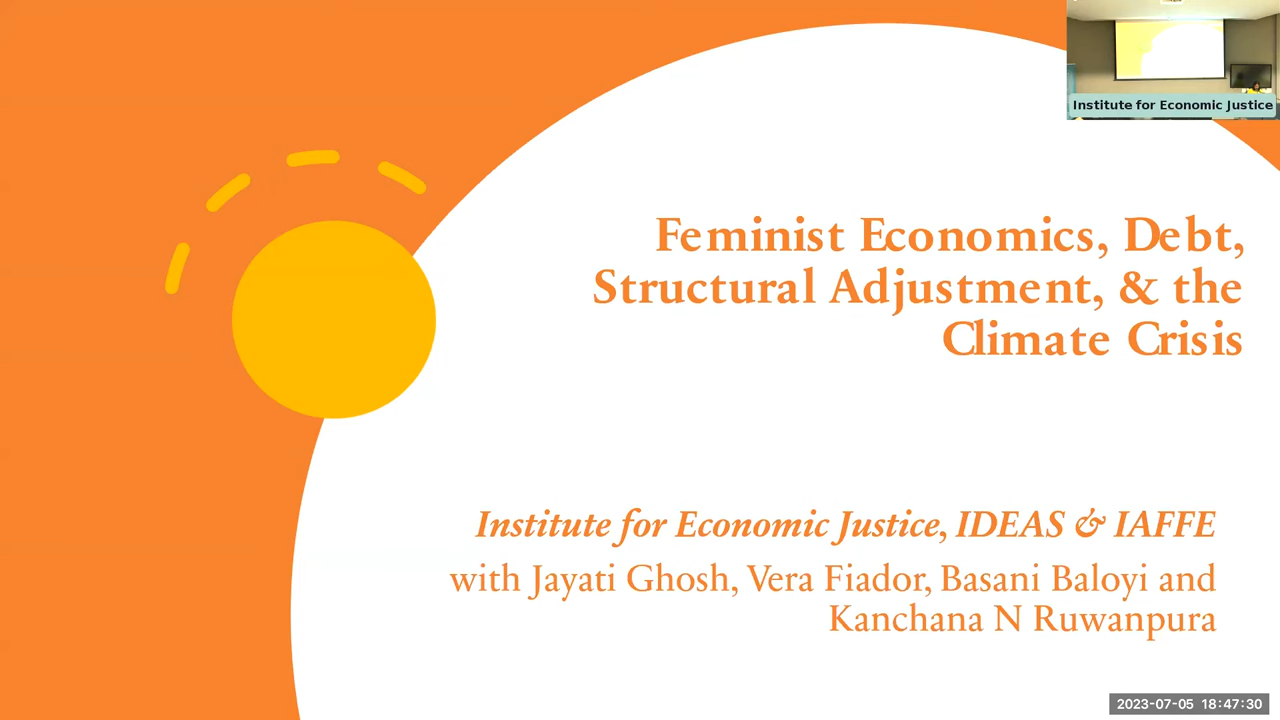 Institute for Economic Justice
Feminist Economics, Debt,
Structural Adjustment, & the
Climate Crisis
Institute for Economic Justice, IDEAS & IAFFE
with Jayati Ghosh, Vera Fiador, Basani Baloyi and
Kanchana N Ruwanpura
2023-07-05 18:47:30